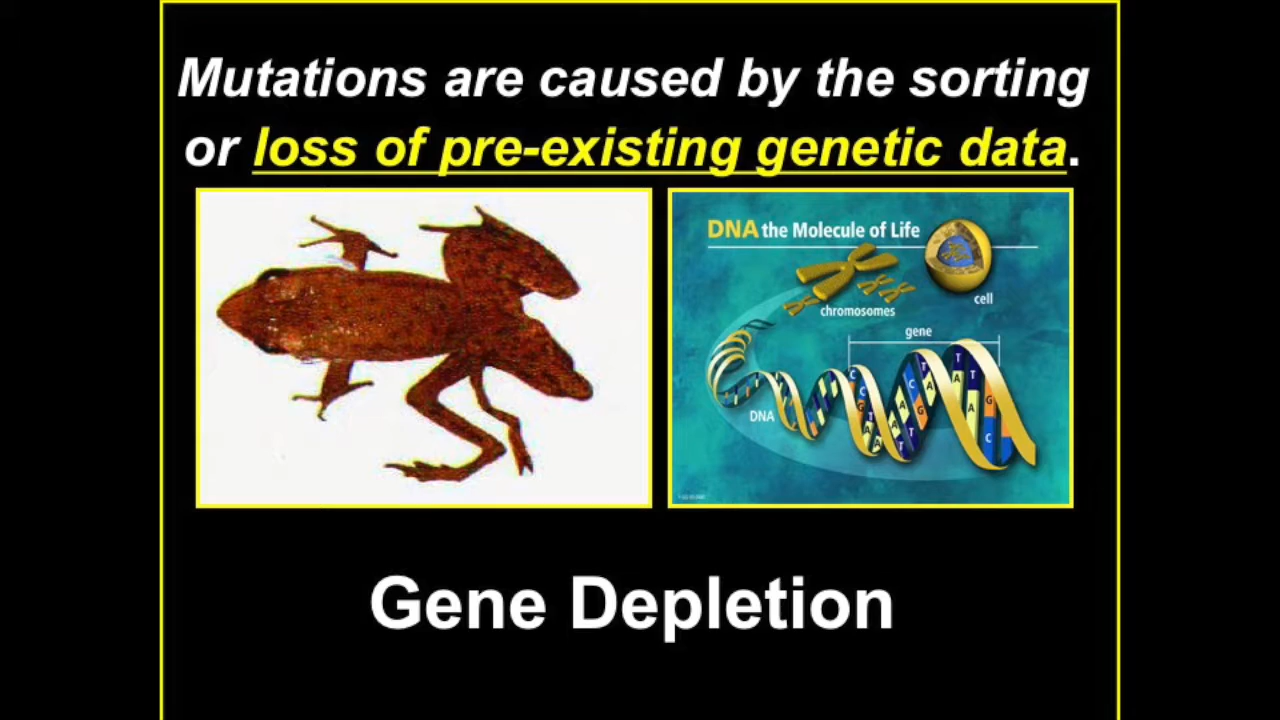 Mutations are caused by the sorting
or loss of pre-existing genetic data.
DNA the Molecule of Life
cell
chromosomes
gene
DNA
C
C
G
T
A
A
T
A
C
T
G
T
A
T
A
T
A
G
C
Gene Depletion